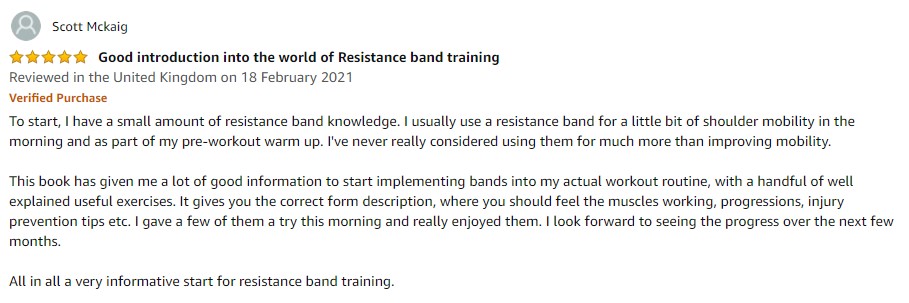 Scott Mckaig
Good introduction into the world of Resistance band training
Reviewed in the United Kingdom on 18 February 2021
Verified Purchase
To start, I have a small amount of resistance band knowledge. I usually use a resistance band for a little bit of shoulder mobility in the
morning and as part of my pre-workout warm up. I've never really considered using them for much more than improving mobility.
This book has given me a lot of good information to start implementing bands into my actual workout routine, with a handful of well
explained useful exercises. It gives you the correct form description, where you should feel the muscles working, progressions, injury
prevention tips etc. I gave a few of them a try this morning and really enjoyed them. I look forward to seeing the progress over the next few
months.
All in all a very informative start for resistance band training.